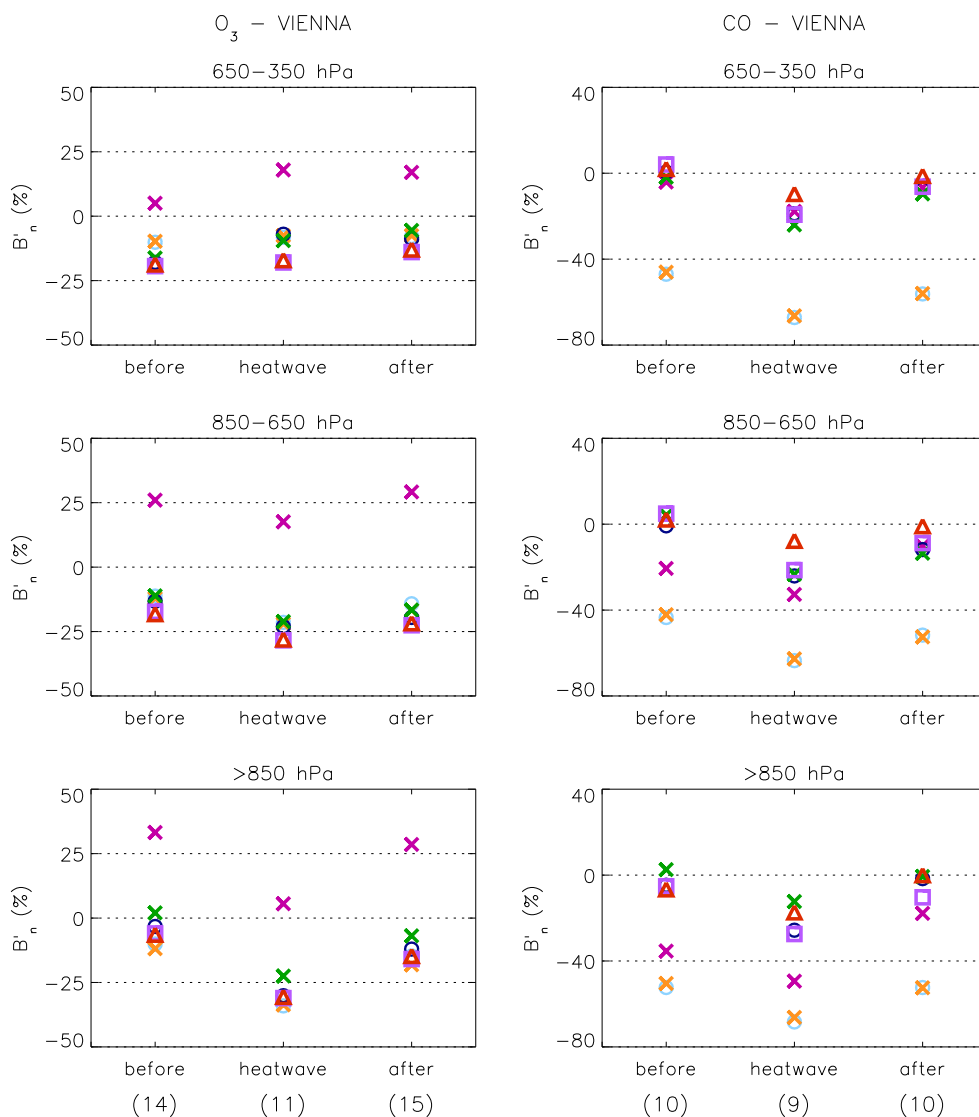 O3 – VIENNA
CO – VIENNA
650–350 hPa
650–350 hPa
B'n (%)
50
25
0
−25
−50
before heatwave after
B'n (%)
40
0
−40
−80
before heatwave after
850–650 hPa
850–650 hPa
B'n (%)
50
25
0
−25
−50
before heatwave after
B'n (%)
40
0
−40
−80
before heatwave after
>850 hPa
>850 hPa
B'n (%)
50
25
0
−25
−50
before heatwave after
(14) (11) (15)
B'n (%)
40
0
−40
−80
before heatwave after
(10) (9) (10)